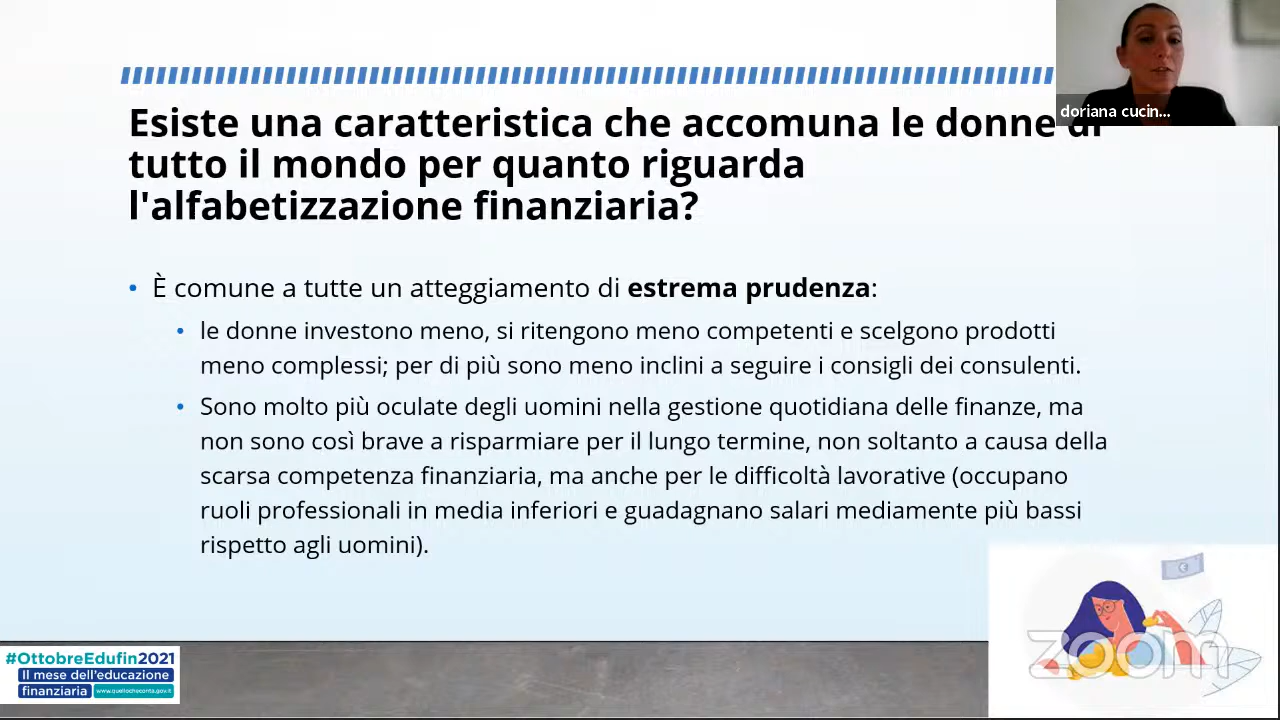 doriana cucin...
Esiste una caratteristica che accomuna le donne di
tutto il mondo per quanto riguarda
l'alfabetizzazione finanziaria?
• È comune a tutte un atteggiamento di estrema prudenza:
• le donne investono meno, si ritengono meno competenti e scelgono prodotti
meno complessi; per di più sono meno inclini a seguire i consigli dei consulenti.
• Sono molto più oculate degli uomini nella gestione quotidiana delle finanze, ma
non sono così brave a risparmiare per il lungo termine, non soltanto a causa della
scarsa competenza finanziaria, ma anche per le difficoltà lavorative (occupano
ruoli professionali in media inferiori e guadagnano salari mediamente più bassi
rispetto agli uomini).
#OttobreEdufin2021
Il mese dell'educazione
finanziaria www.quellocheconta.gov.it
zoom